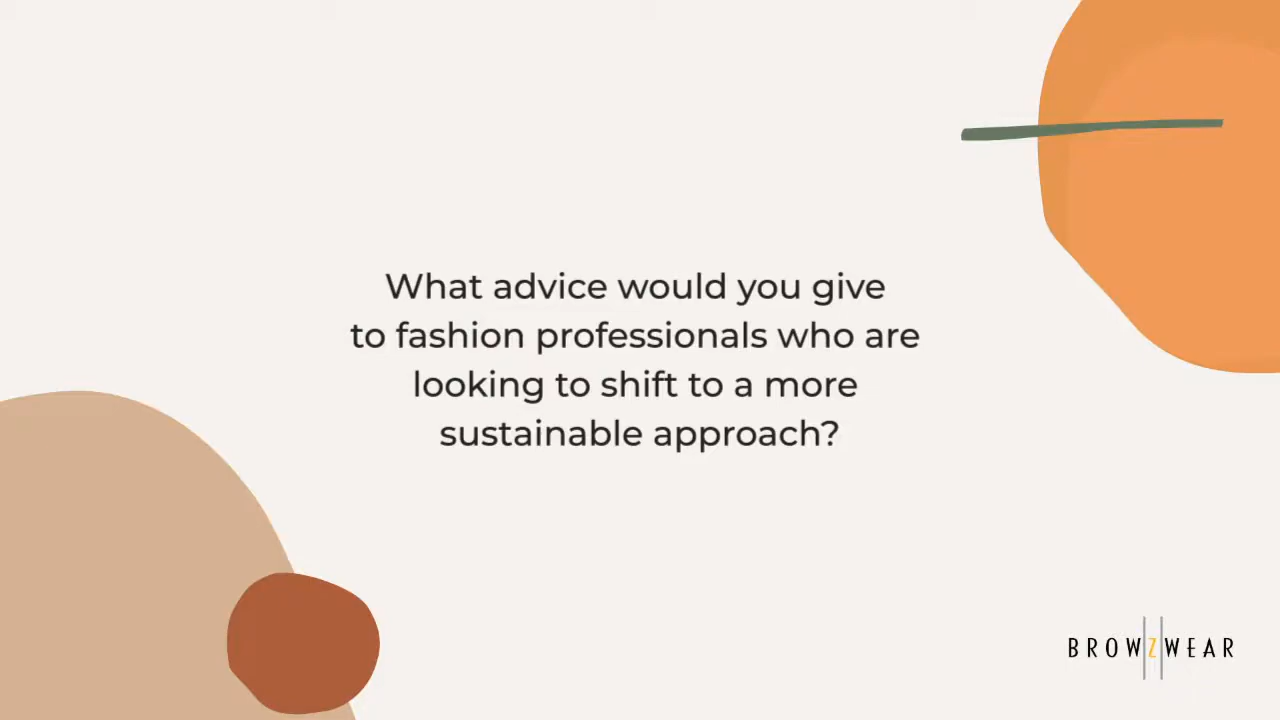 What advice would you give
to fashion professionals who are
looking to shift to a more
sustainable approach?
BROWZWEAR